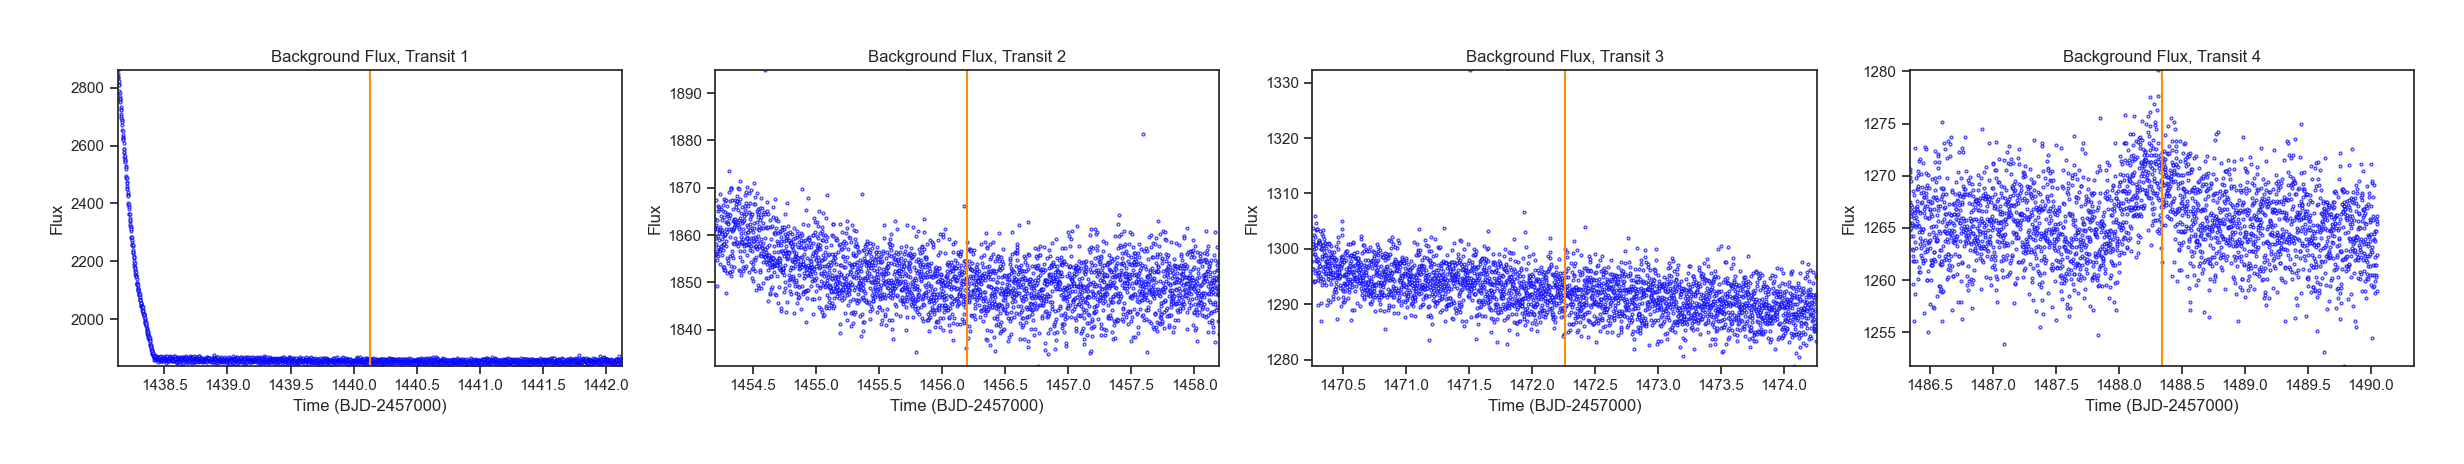 Background Flux, Transit 1
2800
2600
2400
2200
2000
Flux
1438.5 1439.0 1439.5 1440.0 1440.5 1441.0 1441.5 1442.0
Time (BJD-2457000)
Background Flux, Transit 2
1890
1880
1870
1860
1850
1840
Flux
1454.5 1455.0 1455.5 1456.0 1456.5 1457.0 1457.5 1458.0
Time (BJD-2457000)
Background Flux, Transit 3
1330
1320
1310
1300
1290
1280
Flux
1470.5 1471.0 1471.5 1472.0 1472.5 1473.0 1473.5 1474.0
Time (BJD-2457000)
Background Flux, Transit 4
1280
1275
1270
1265
1260
1255
Flux
1486.5 1487.0 1487.5 1488.0 1488.5 1489.0 1489.5 1490.0
Time (BJD-2457000)